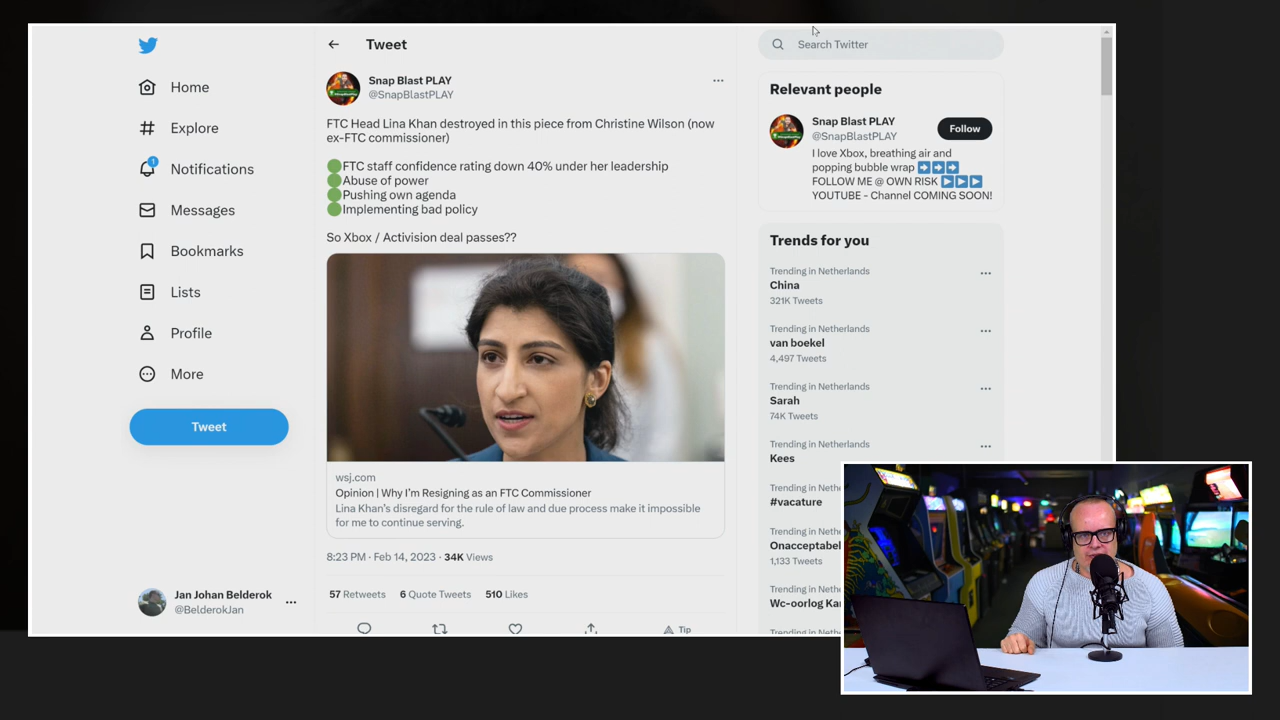 Home
Explore
1
Notifications
Messages
Bookmarks
Lists
Profile
More
Tweet
Jan Johan Belderok
@BelderokJan
Tweet
Snap Blast PLAY
@SnapBlastPLAY
FTC Head Lina Khan destroyed in this piece from Christine Wilson (now
ex-FTC commissioner)
FTC staff confidence rating down 40% under her leadership
Abuse of power
Pushing own agenda
Implementing bad policy
So Xbox / Activision deal passes??
wsj.com
Opinion | Why I'm Resigning as an FTC Commissioner
Lina Khan's disregard for the rule of law and due process make it impossible
for me to continue serving.
8:23 PM · Feb 14, 2023 · 34K Views
57 Retweets 6 Quote Tweets 510 Likes
Tip
Search Twitter
Relevant people
Snap Blast PLAY
@SnapBlastPLAY
Follow
I love Xbox, breathing air and
popping bubble wrap
FOLLOW ME @ OWN RISK
YOUTUBE - Channel COMING SOON!
Trends for you
Trending in Netherlands
China
321K Tweets
Trending in Netherlands
van boekel
4,497 Tweets
Trending in Netherlands
Sarah
74K Tweets
Trending in Netherlands
Kees
Trending in Neth
#vacature
Trending in Neth
Onacceptabel
1,133 Tweets
Trending in Neth
Wc-oorlog Ka